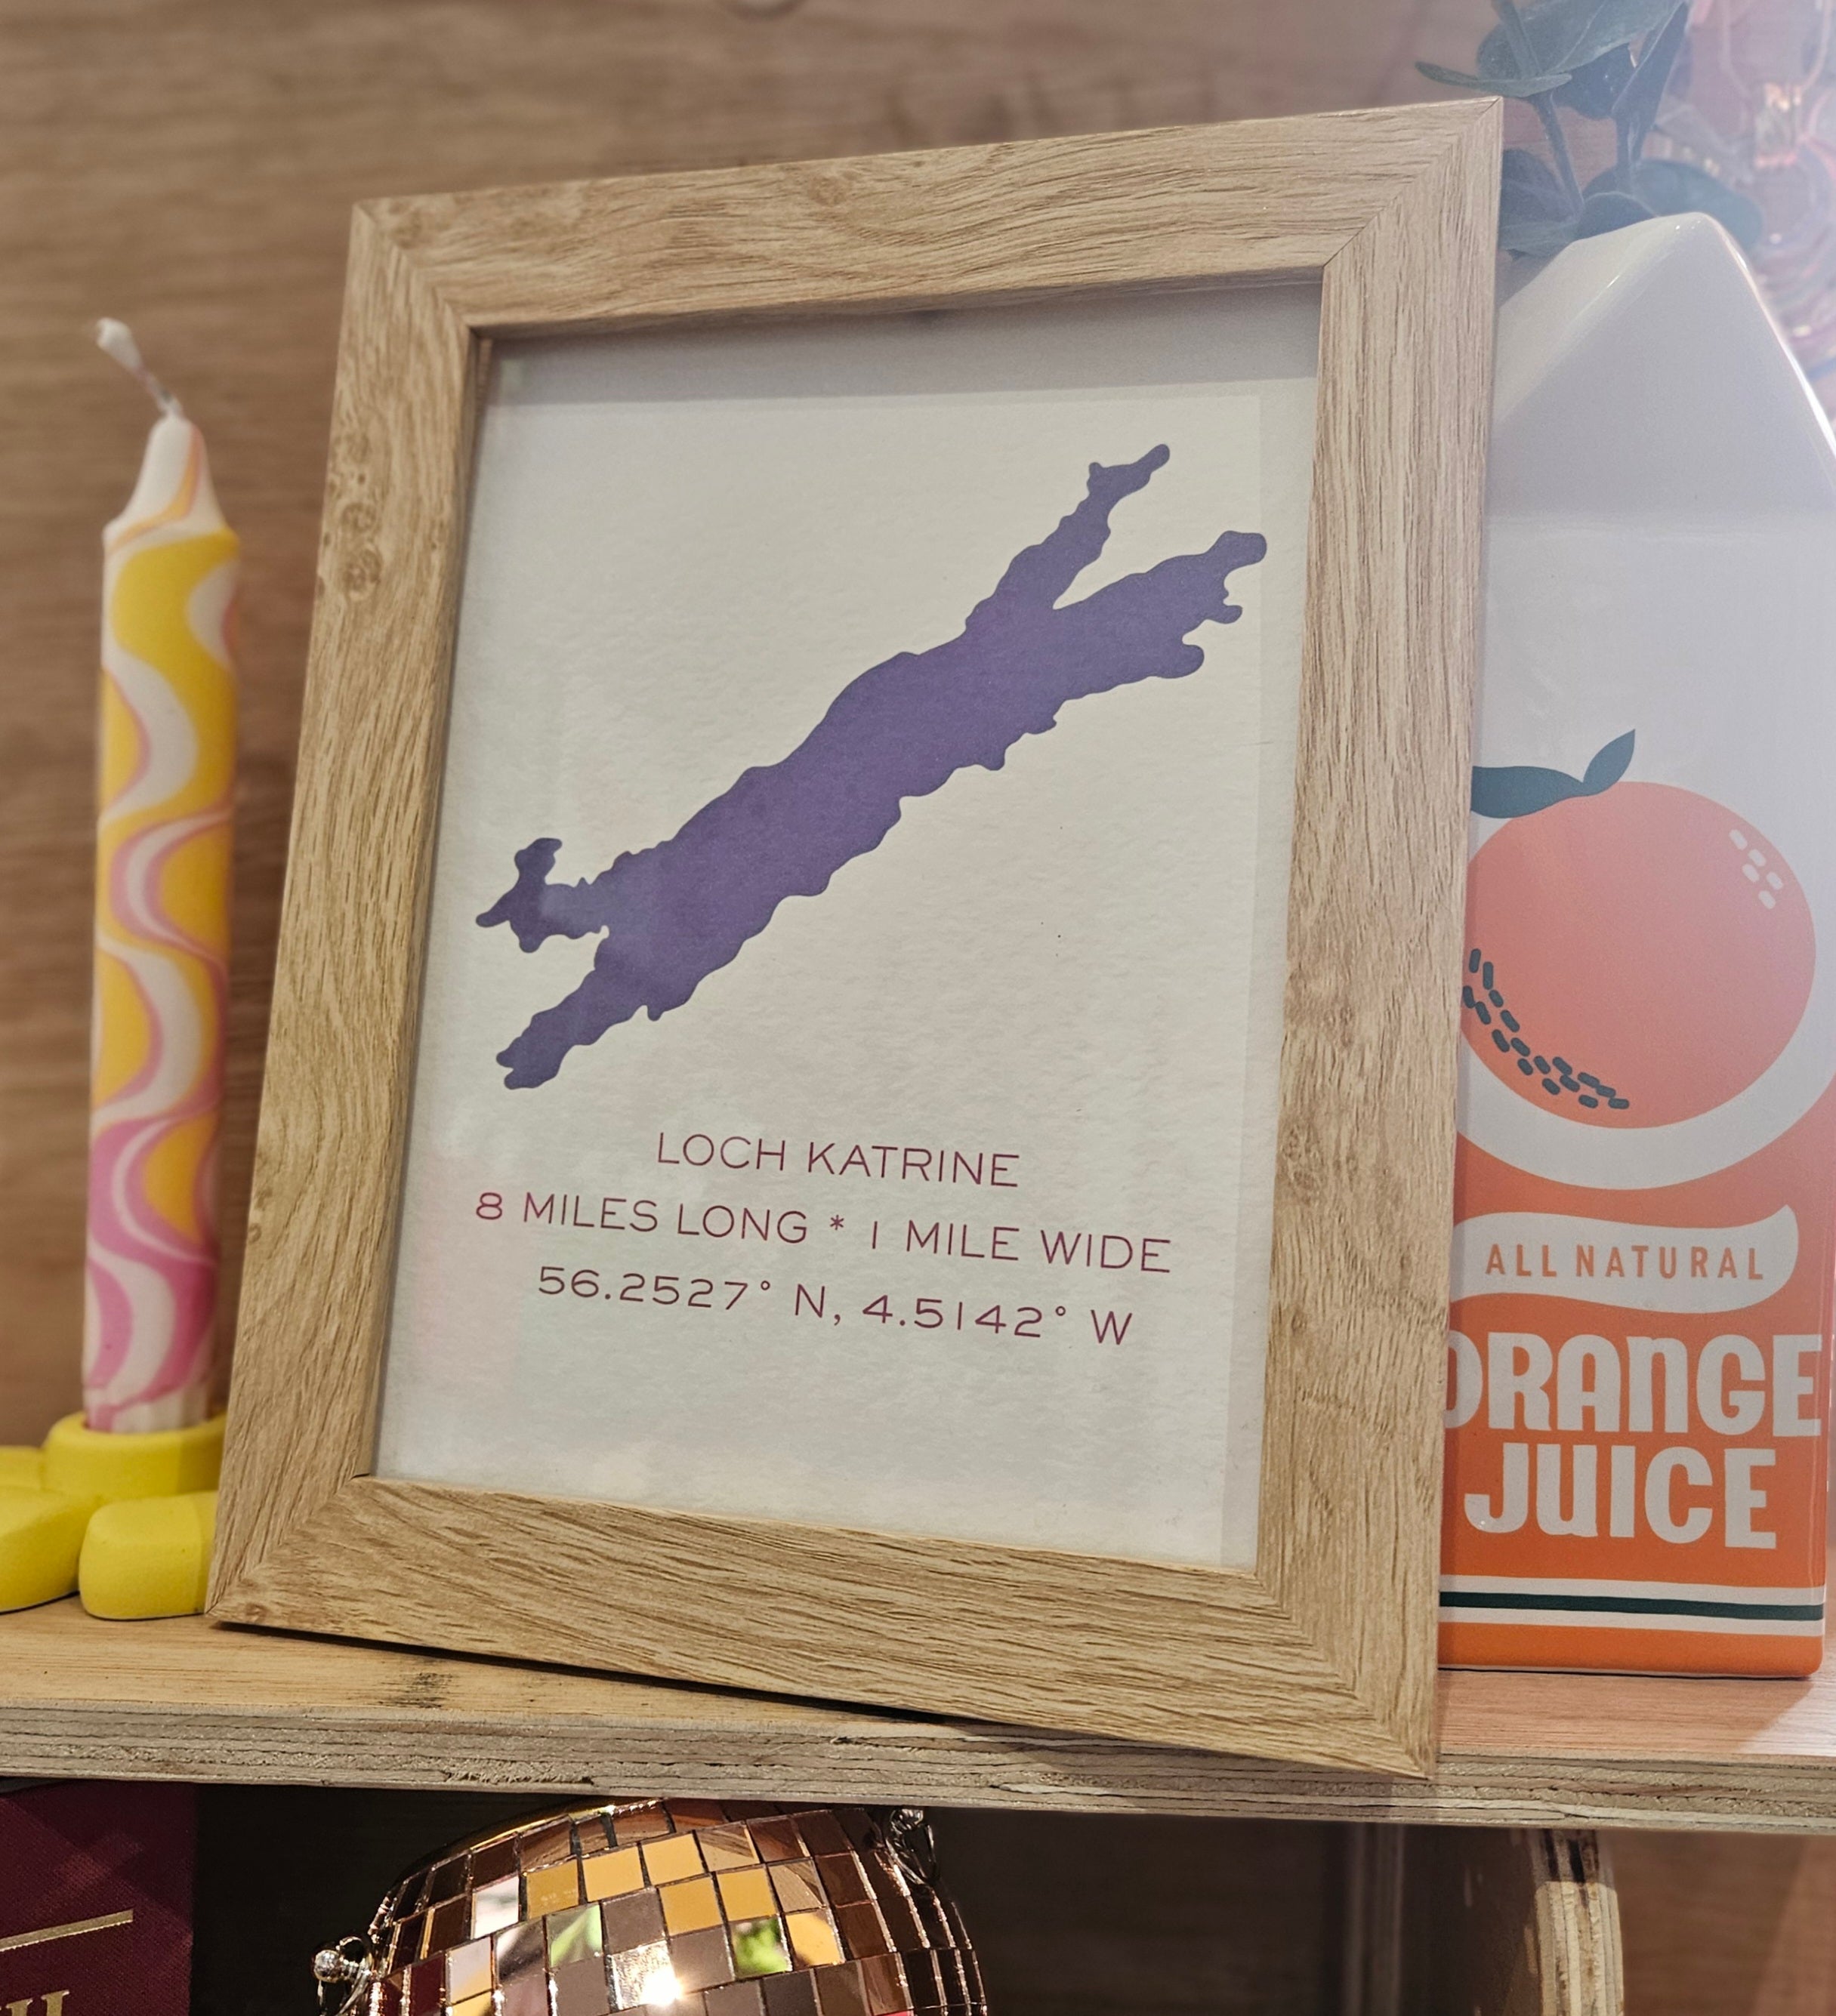 LOCH KATRINE
8 MILES LONG * 1 MILE WIDE
56.2527° N, 4.5142° W
ALL NATURAL
ORANGE
JUICE